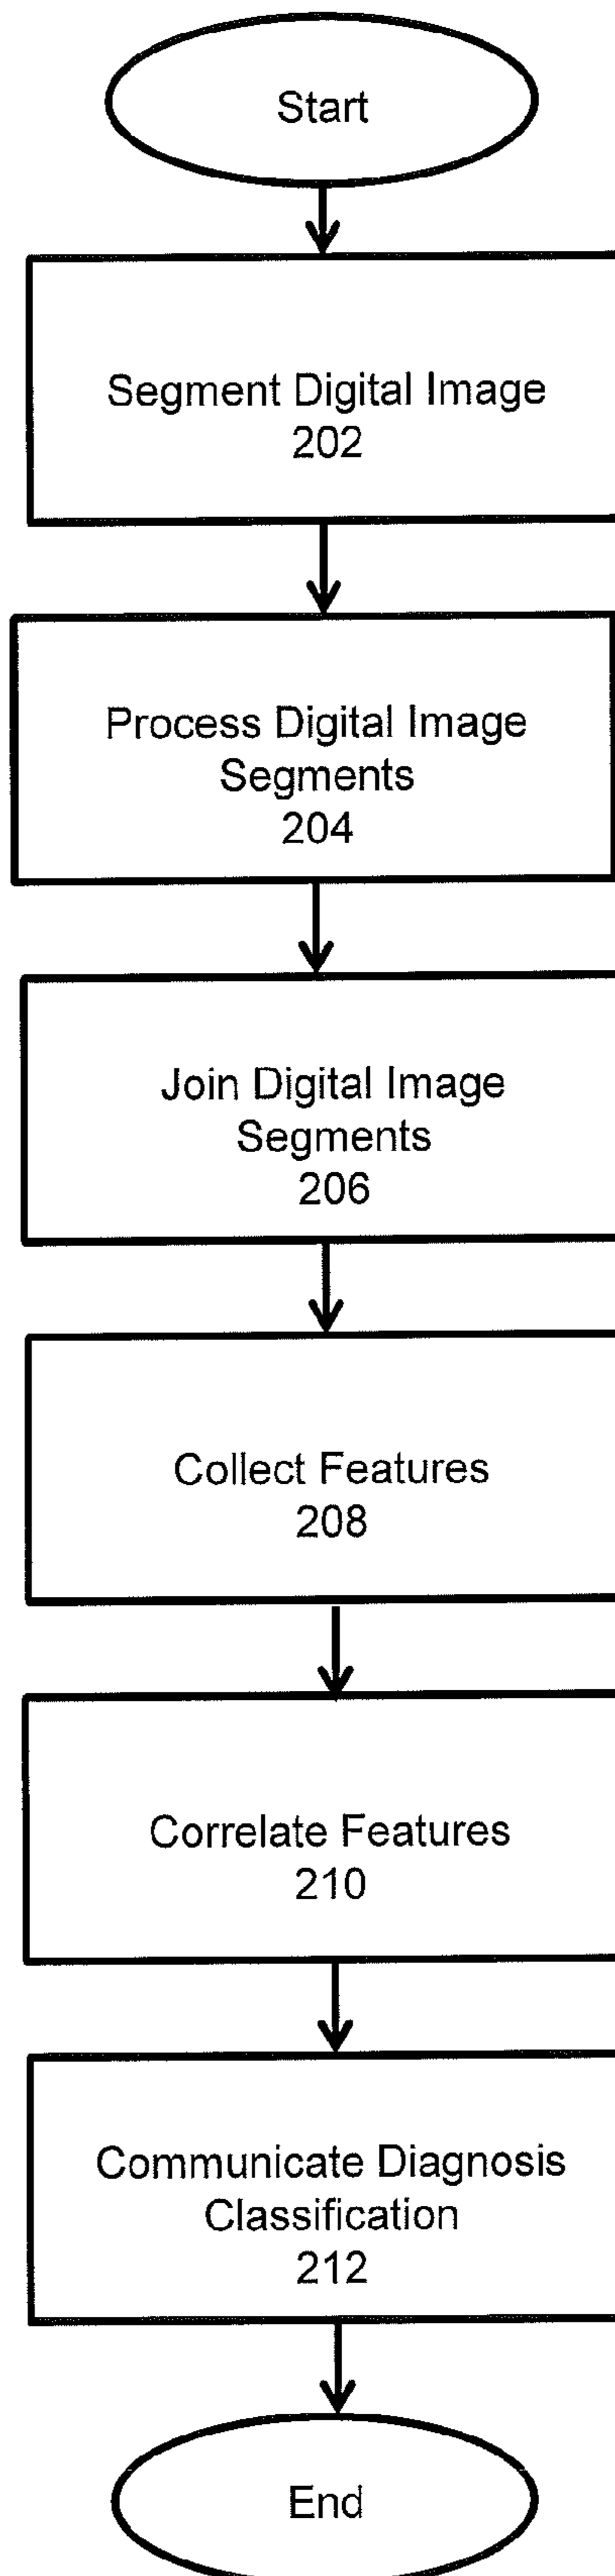 Start
Segment Digital Image
202
Process Digital Image
Segments
204
Join Digital Image
Segments
206
Collect Features
208
Correlate Features
210
Communicate Diagnosis
Classification
212
End